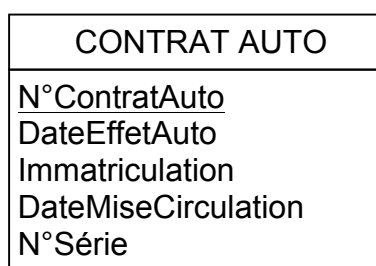 CONTRAT AUTO
N°ContratAuto
DateEffetAuto
Immatriculation
DateMiseCirculation
N°Série